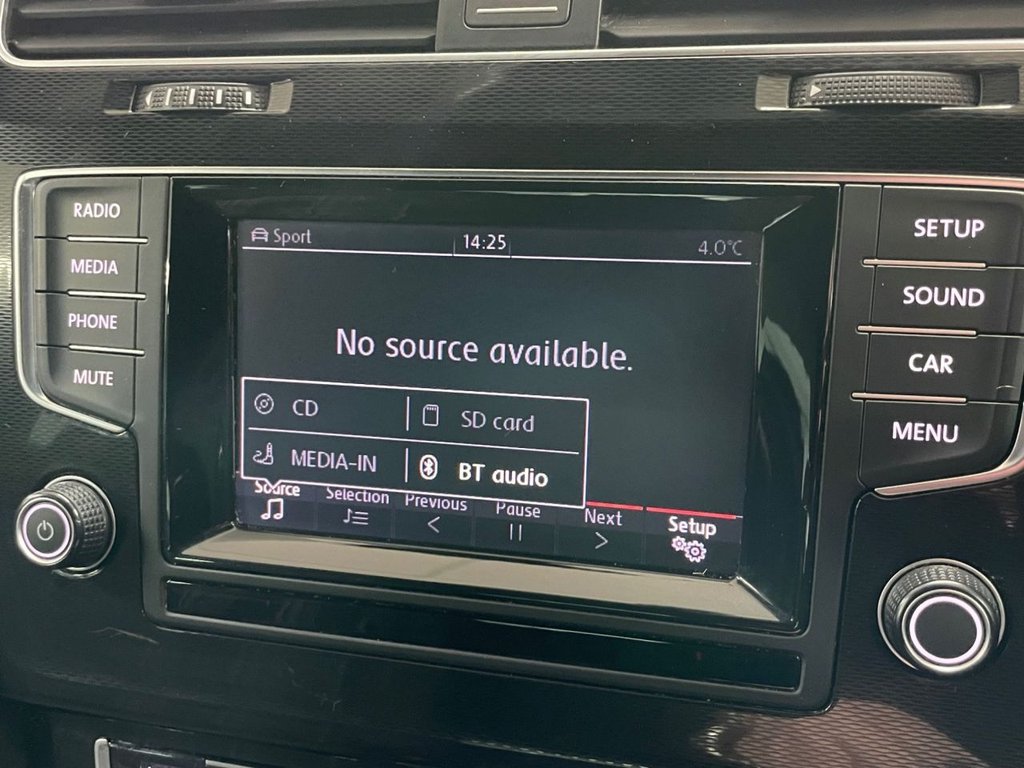 RADIO
MEDIA
PHONE
MUTE
Sport
14:25
4.0°C
No source available.
CD
SD card
MEDIA-IN
BT audio
Source
Selection
Previous
Pause
Next
Setup
SETUP
SOUND
CAR
MENU